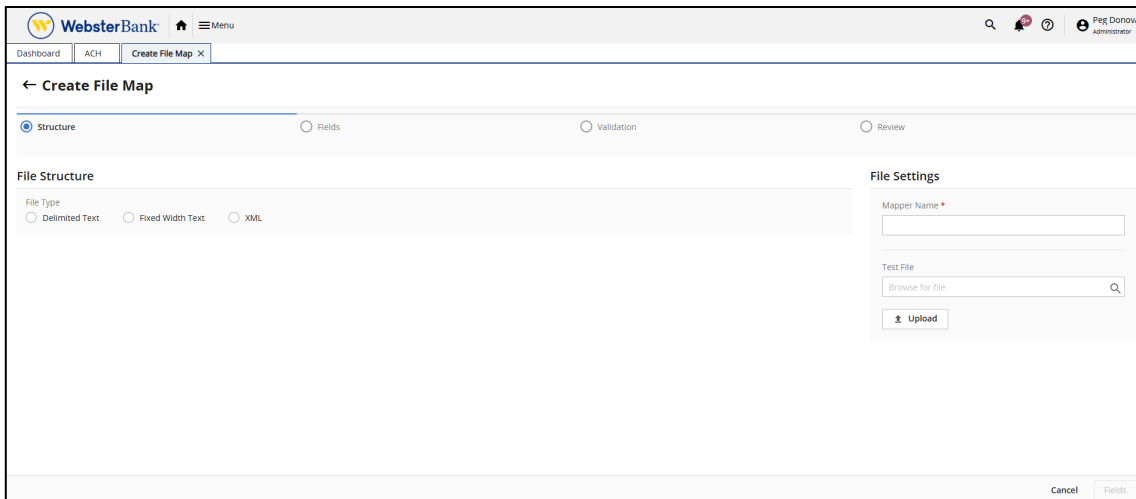 WebsterBank Menu 9+ Peg Donova
Administrator
Dashboard ACH Create File Map
Create File Map
Structure Fields Validation Review
File Structure File Settings
File Type
Delimited Text Fixed Width Text XML
Mapper Name *
Test File
Browse for file
Upload
Cancel Fields